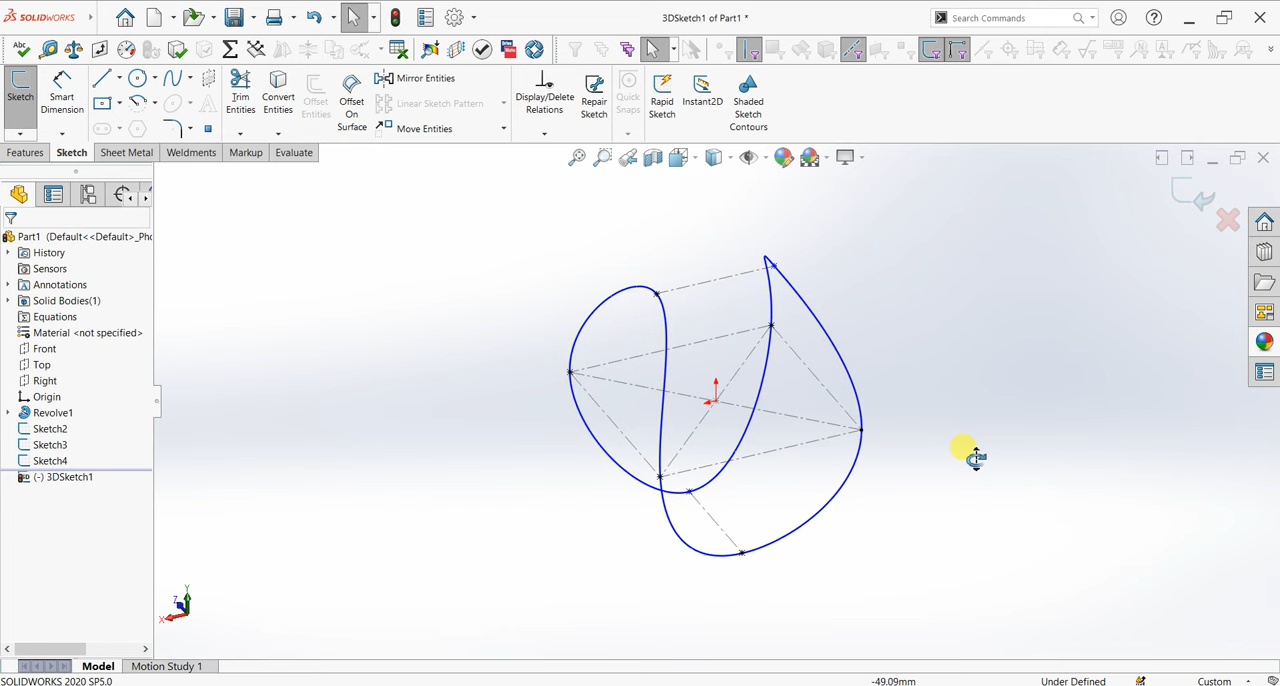 SOLIDWORKS
3DSketch1 of Part1 *
Search Commands
Abc
Sketch
Smart Dimension
Trim Entities
Convert Entities
Offset Entities
Offset On Surface
Mirror Entities
Linear Sketch Pattern
Move Entities
Display/Delete Relations
Repair Sketch
Quick Snaps
Rapid Sketch
Instant2D
Shaded Sketch Contours
Features
Sketch
Sheet Metal
Weldments
Markup
Evaluate
Part1 (Default<<Default>_Pho
History
Sensors
Annotations
Solid Bodies(1)
Equations
Material <not specified>
Front
Top
Right
Origin
Revolve1
Sketch2
Sketch3
Sketch4
(-) 3DSketch1
Y
Z
X
Model
Motion Study 1
SOLIDWORKS 2020 SP5.0
-49.09mm
Under Defined
Custom